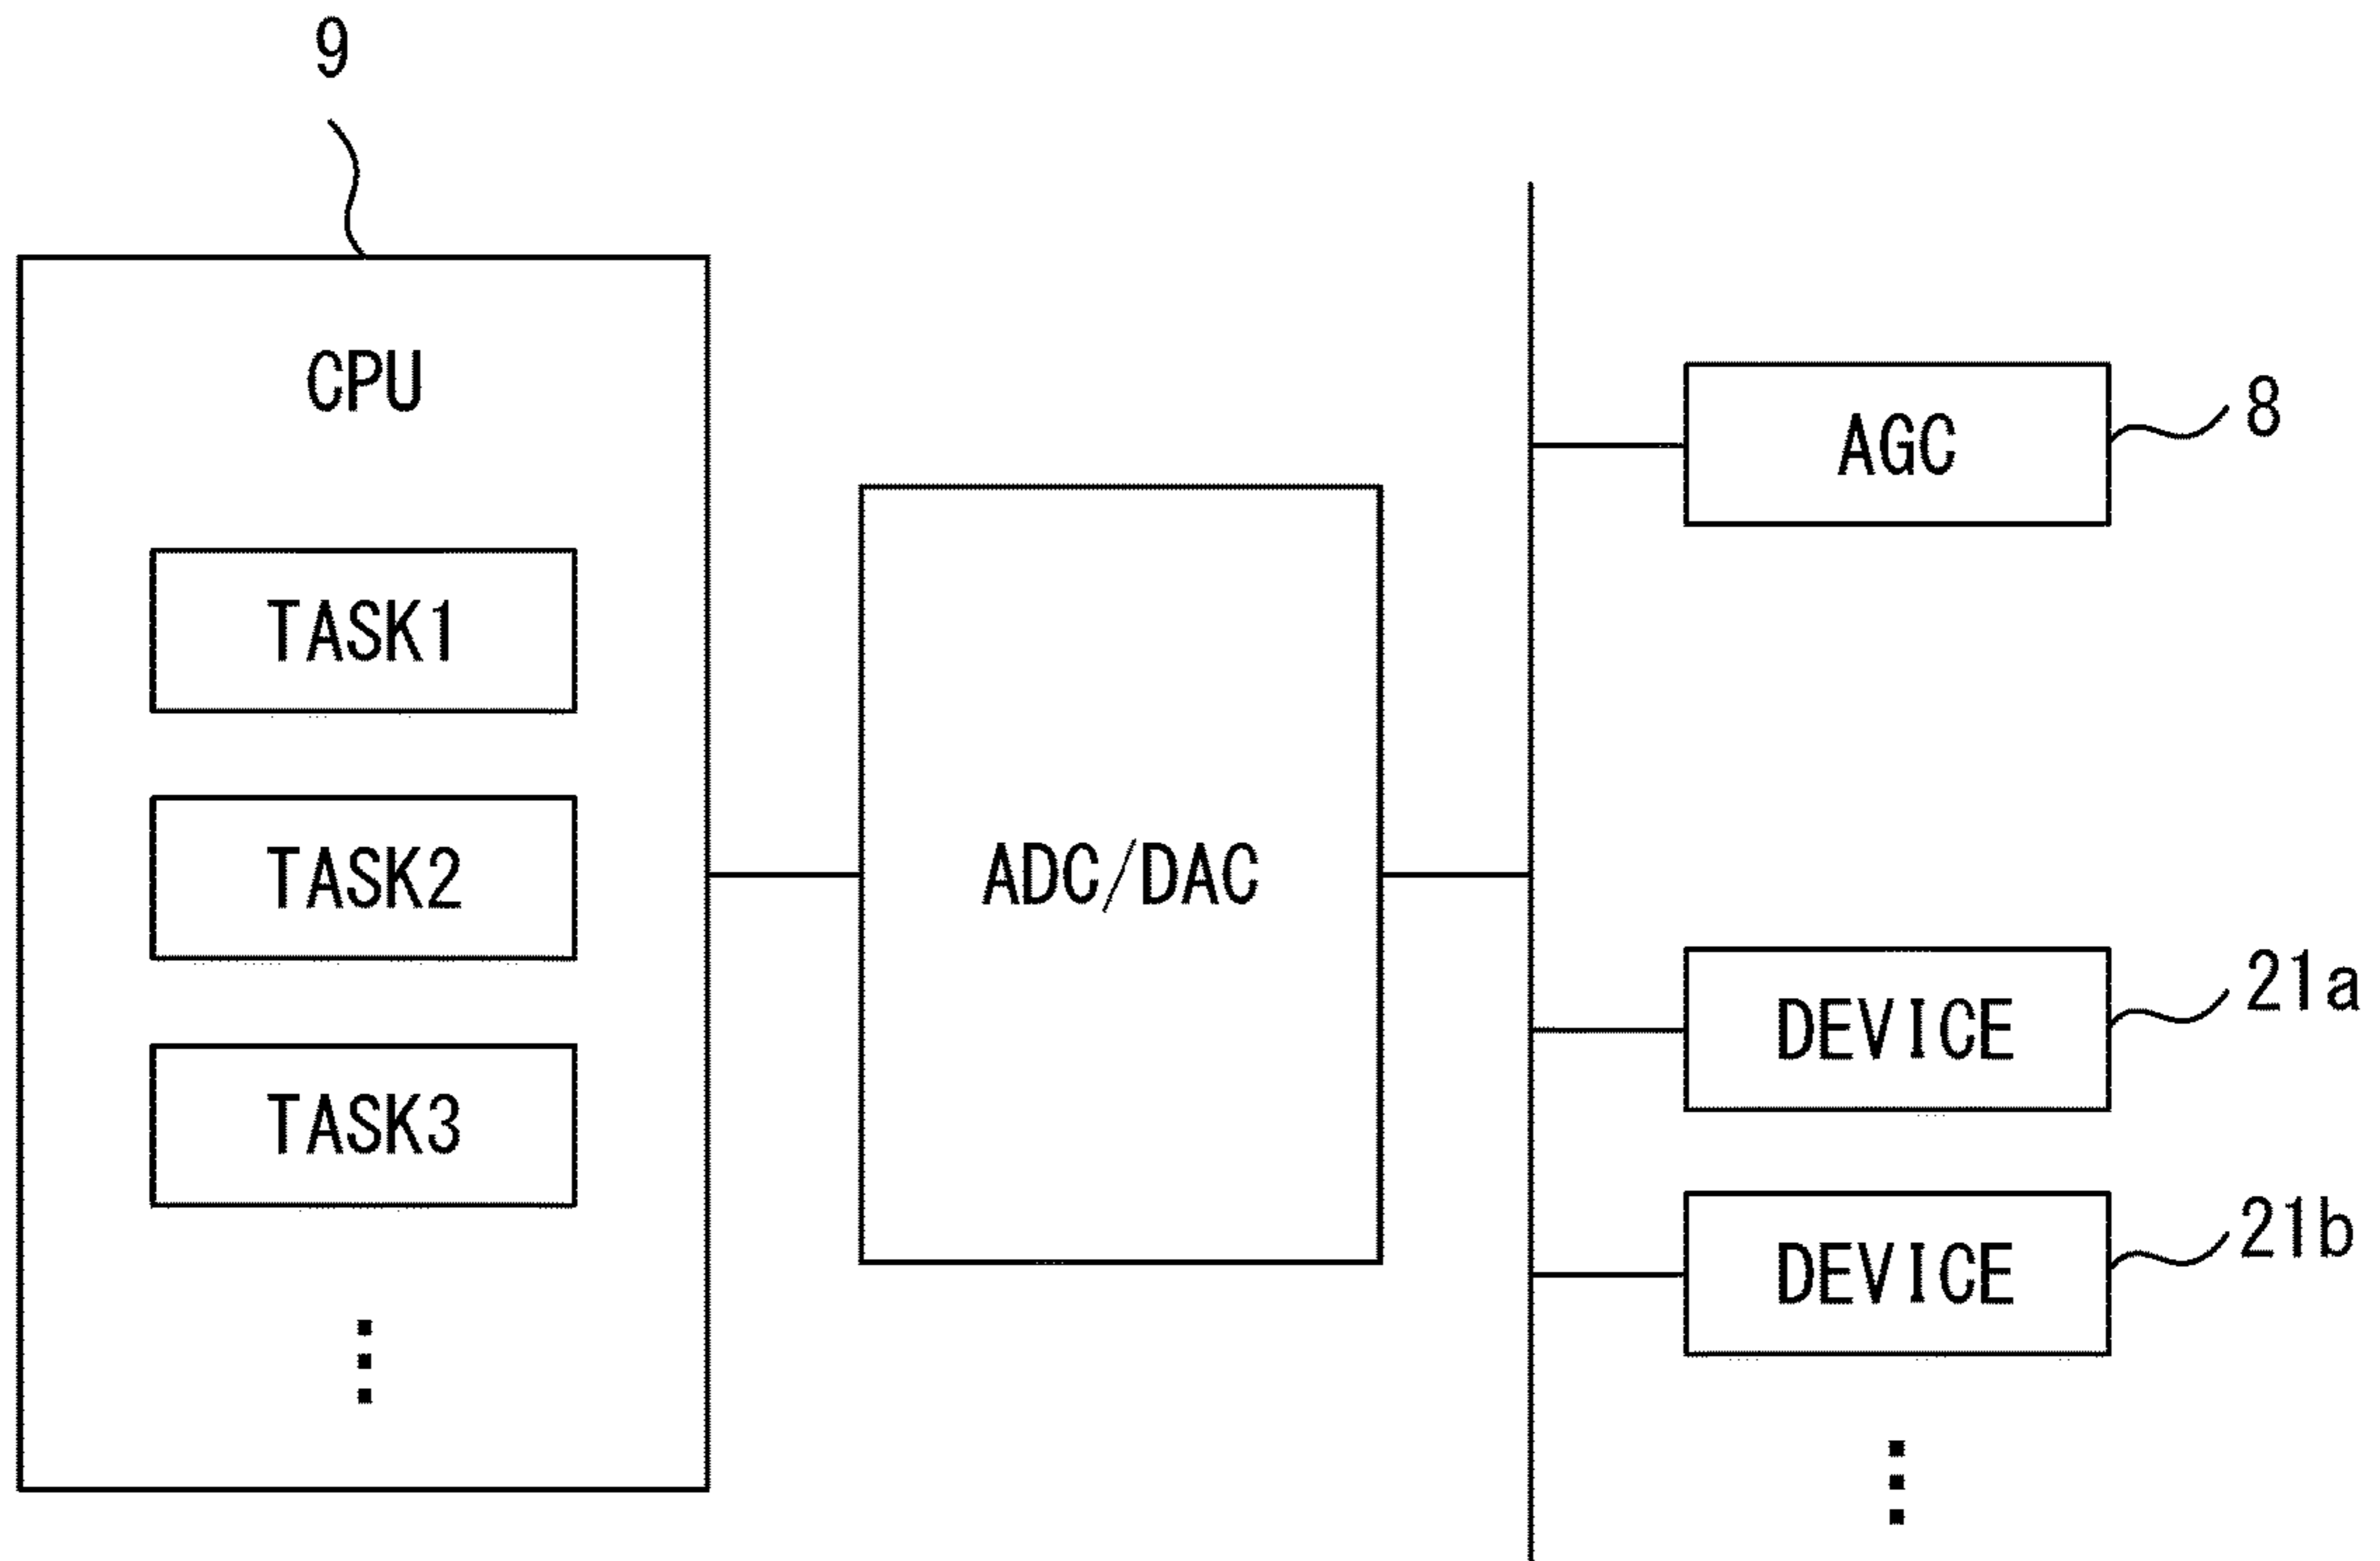 9
CPU
TASK1
TASK2
TASK3
ADC/DAC
AGC
8
DEVICE
21a
DEVICE
21b